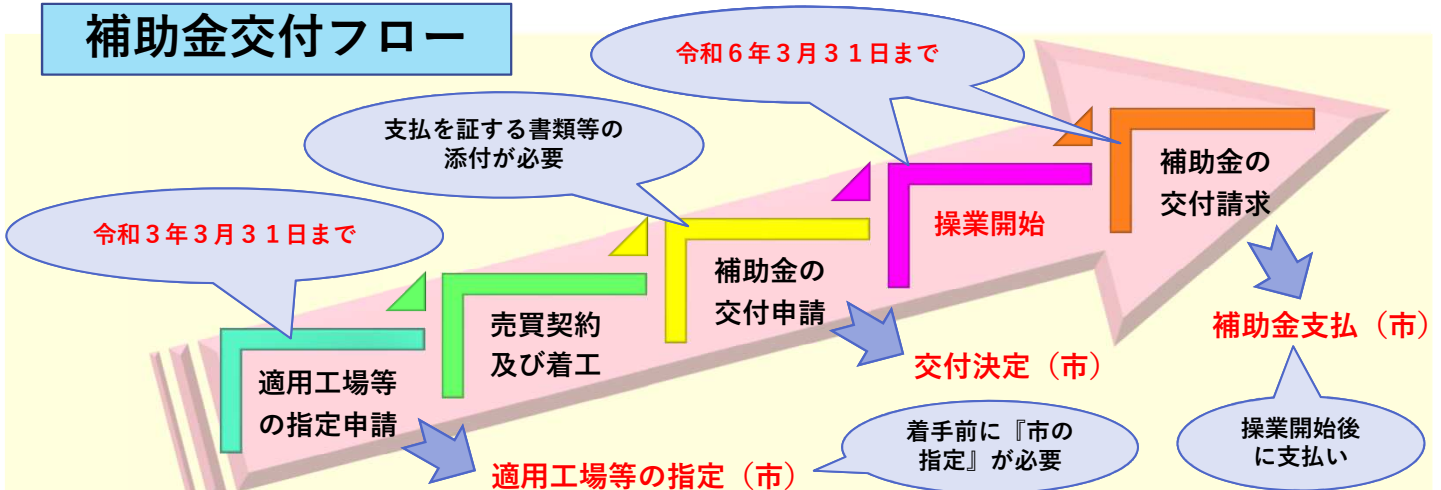 補助金交付フロー
令和６年３月３１日まで
支払を証する書類等の
添付が必要
令和３年３月３１日まで
適用工場等
の指定申請
売買契約
及び着工
補助金の
交付申請
操業開始
補助金の
交付請求
適用工場等の指定（市）
着手前に『市の
指定』が必要
交付決定（市）
補助金支払（市）
操業開始後
に支払い